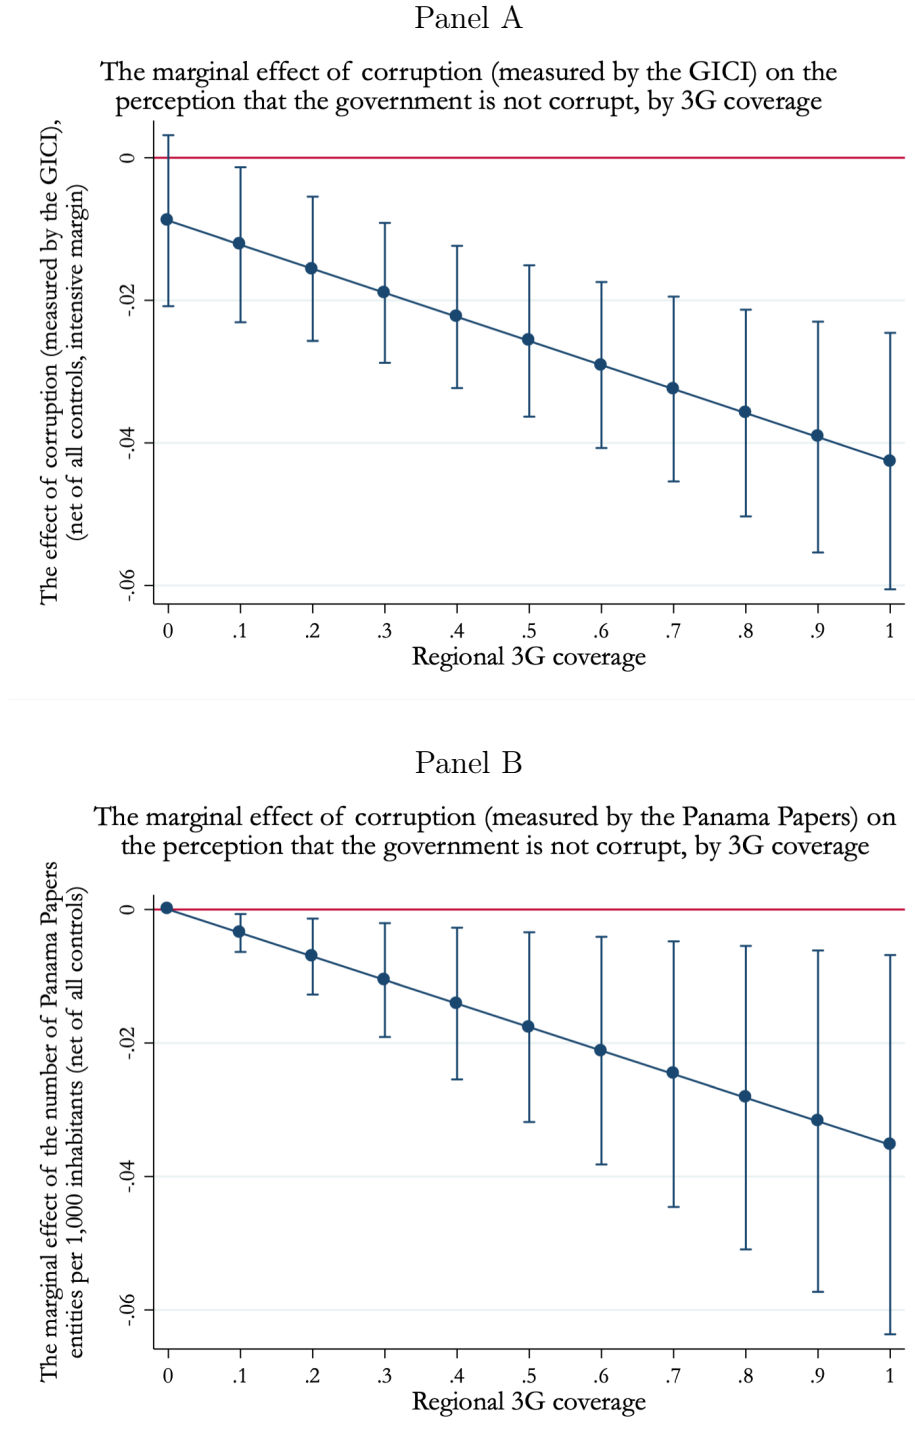 Panel A
The marginal effect of corruption (measured by the GICI) on the
perception that the government is not corrupt, by 3G coverage
The effect of corruption (measured by the GICI),
(net of all controls, intensive margin)
0
-.02
-.04
-.06
0 .1 .2 .3 .4 .5 .6 .7 .8 .9 1
Regional 3G coverage
Panel B
The marginal effect of corruption (measured by the Panama Papers) on
the perception that the government is not corrupt, by 3G coverage
The marginal effect of the number of Panama Papers
entities per 1,000 inhabitants (net of all controls)
0
-.02
-.04
-.06
0 .1 .2 .3 .4 .5 .6 .7 .8 .9 1
Regional 3G coverage